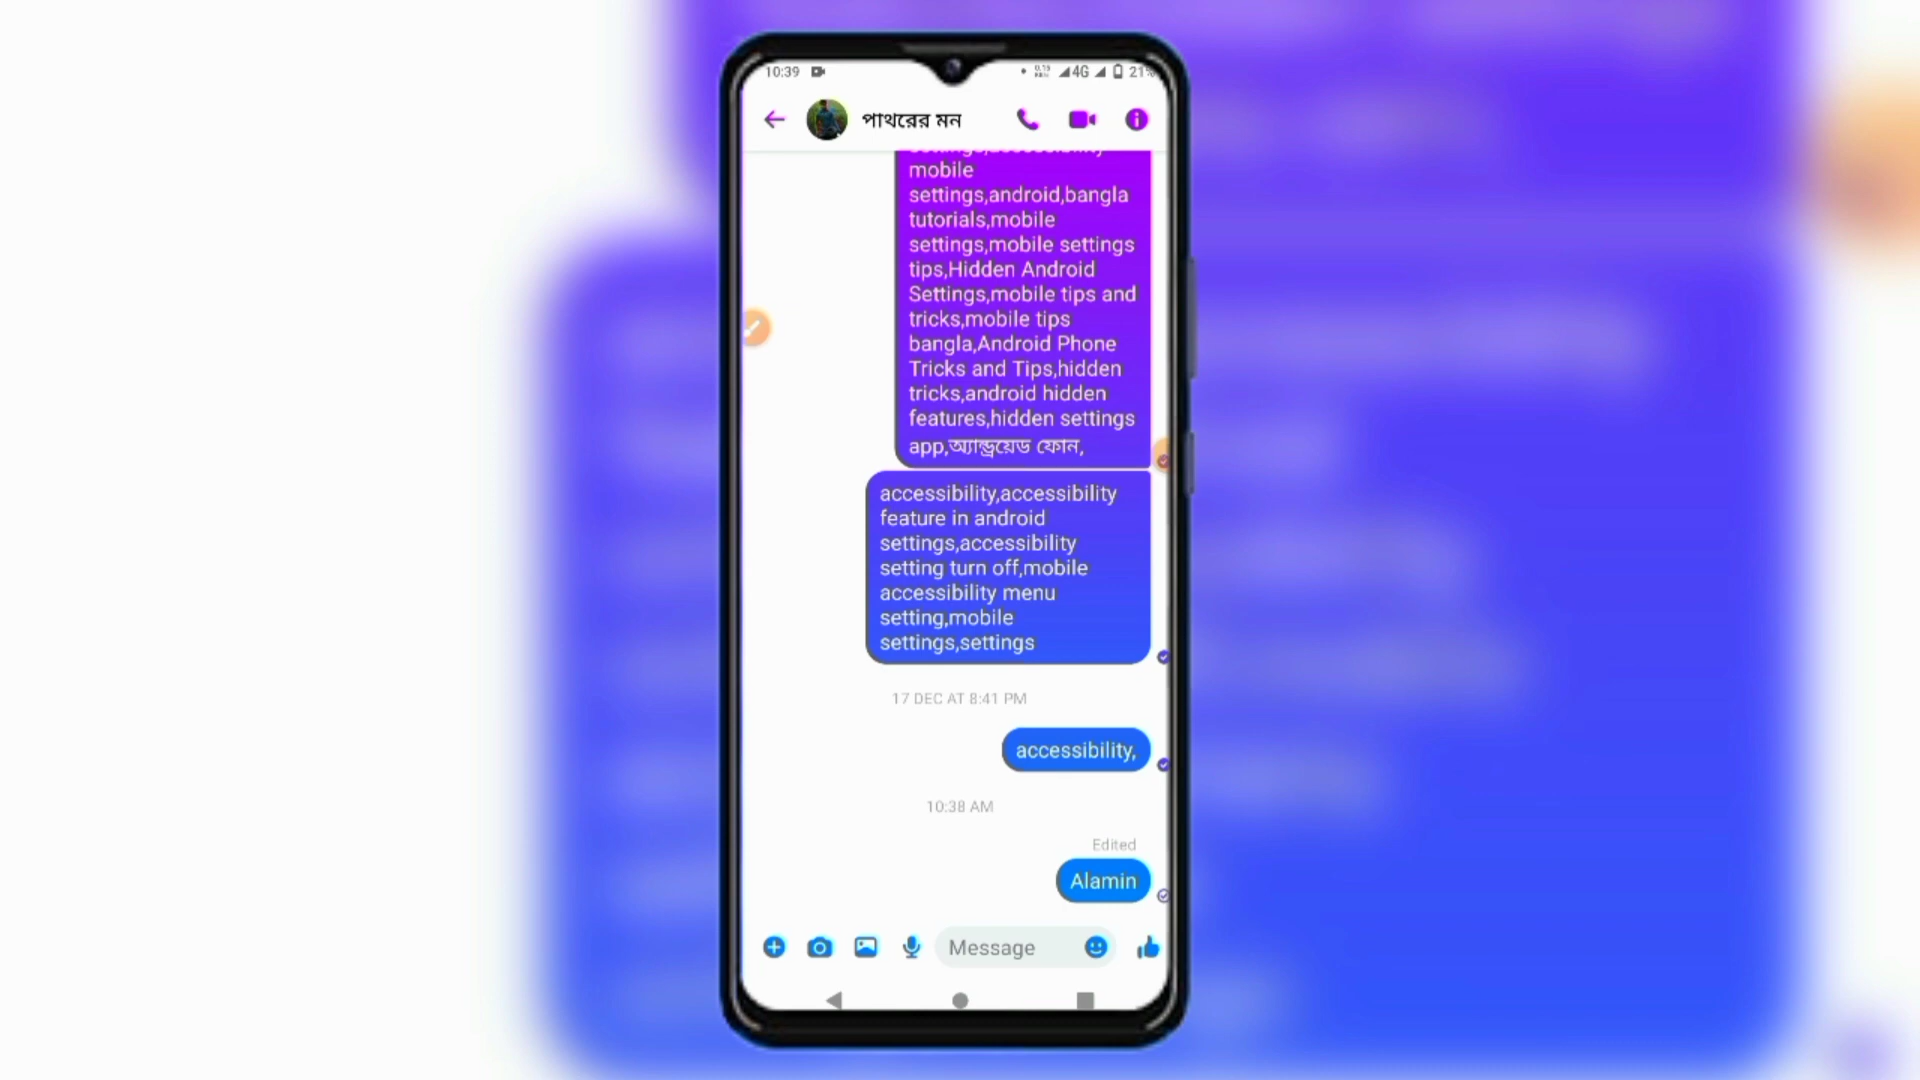 10:39 4G 21%
পাথরের মন
mobile
settings,android,bangla
tutorials,mobile
settings,mobile settings
tips,Hidden Android
Settings,mobile tips and
tricks,mobile tips
bangla,Android Phone
Tricks and Tips,hidden
tricks,android hidden
features,hidden settings
app,অ্যান্ড্রয়েড ফোন,
accessibility,accessibility
feature in android
settings,accessibility
setting turn off,mobile
accessibility menu
setting,mobile
settings,settings
17 DEC AT 8:41 PM
accessibility,
10:38 AM
Edited
Alamin
Message